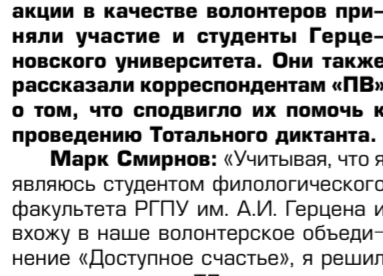 акции в качестве волонтеров при-
няли участие и студенты Герце-
новского университета. Они также
рассказали корреспондентам «ПВ»
о том, что сподвигло их помочь к
проведению Тотального диктанта.
Марк Смирнов: «Учитывая, что я
являюсь студентом филологического
факультета РГПУ им. А.И. Герцена и
вхожу в наше волонтерское объеди-
нение «Доступное счастье», я решил